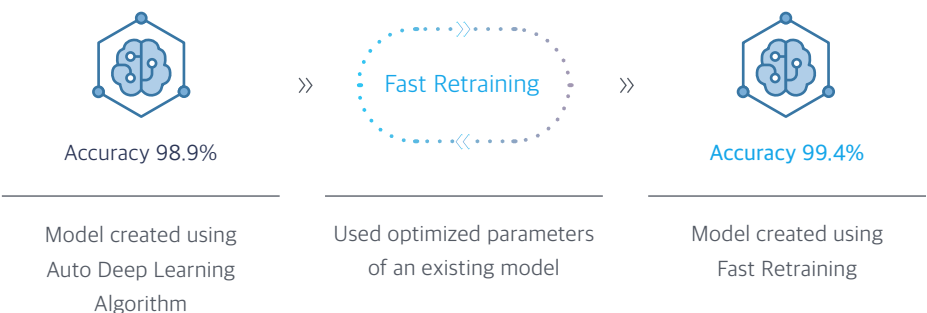 Fast Retraining
Accuracy 98.9%
Accuracy 99.4%
Model created using
Auto Deep Learning
Algorithm
Used optimized parameters
of an existing model
Model created using
Fast Retraining